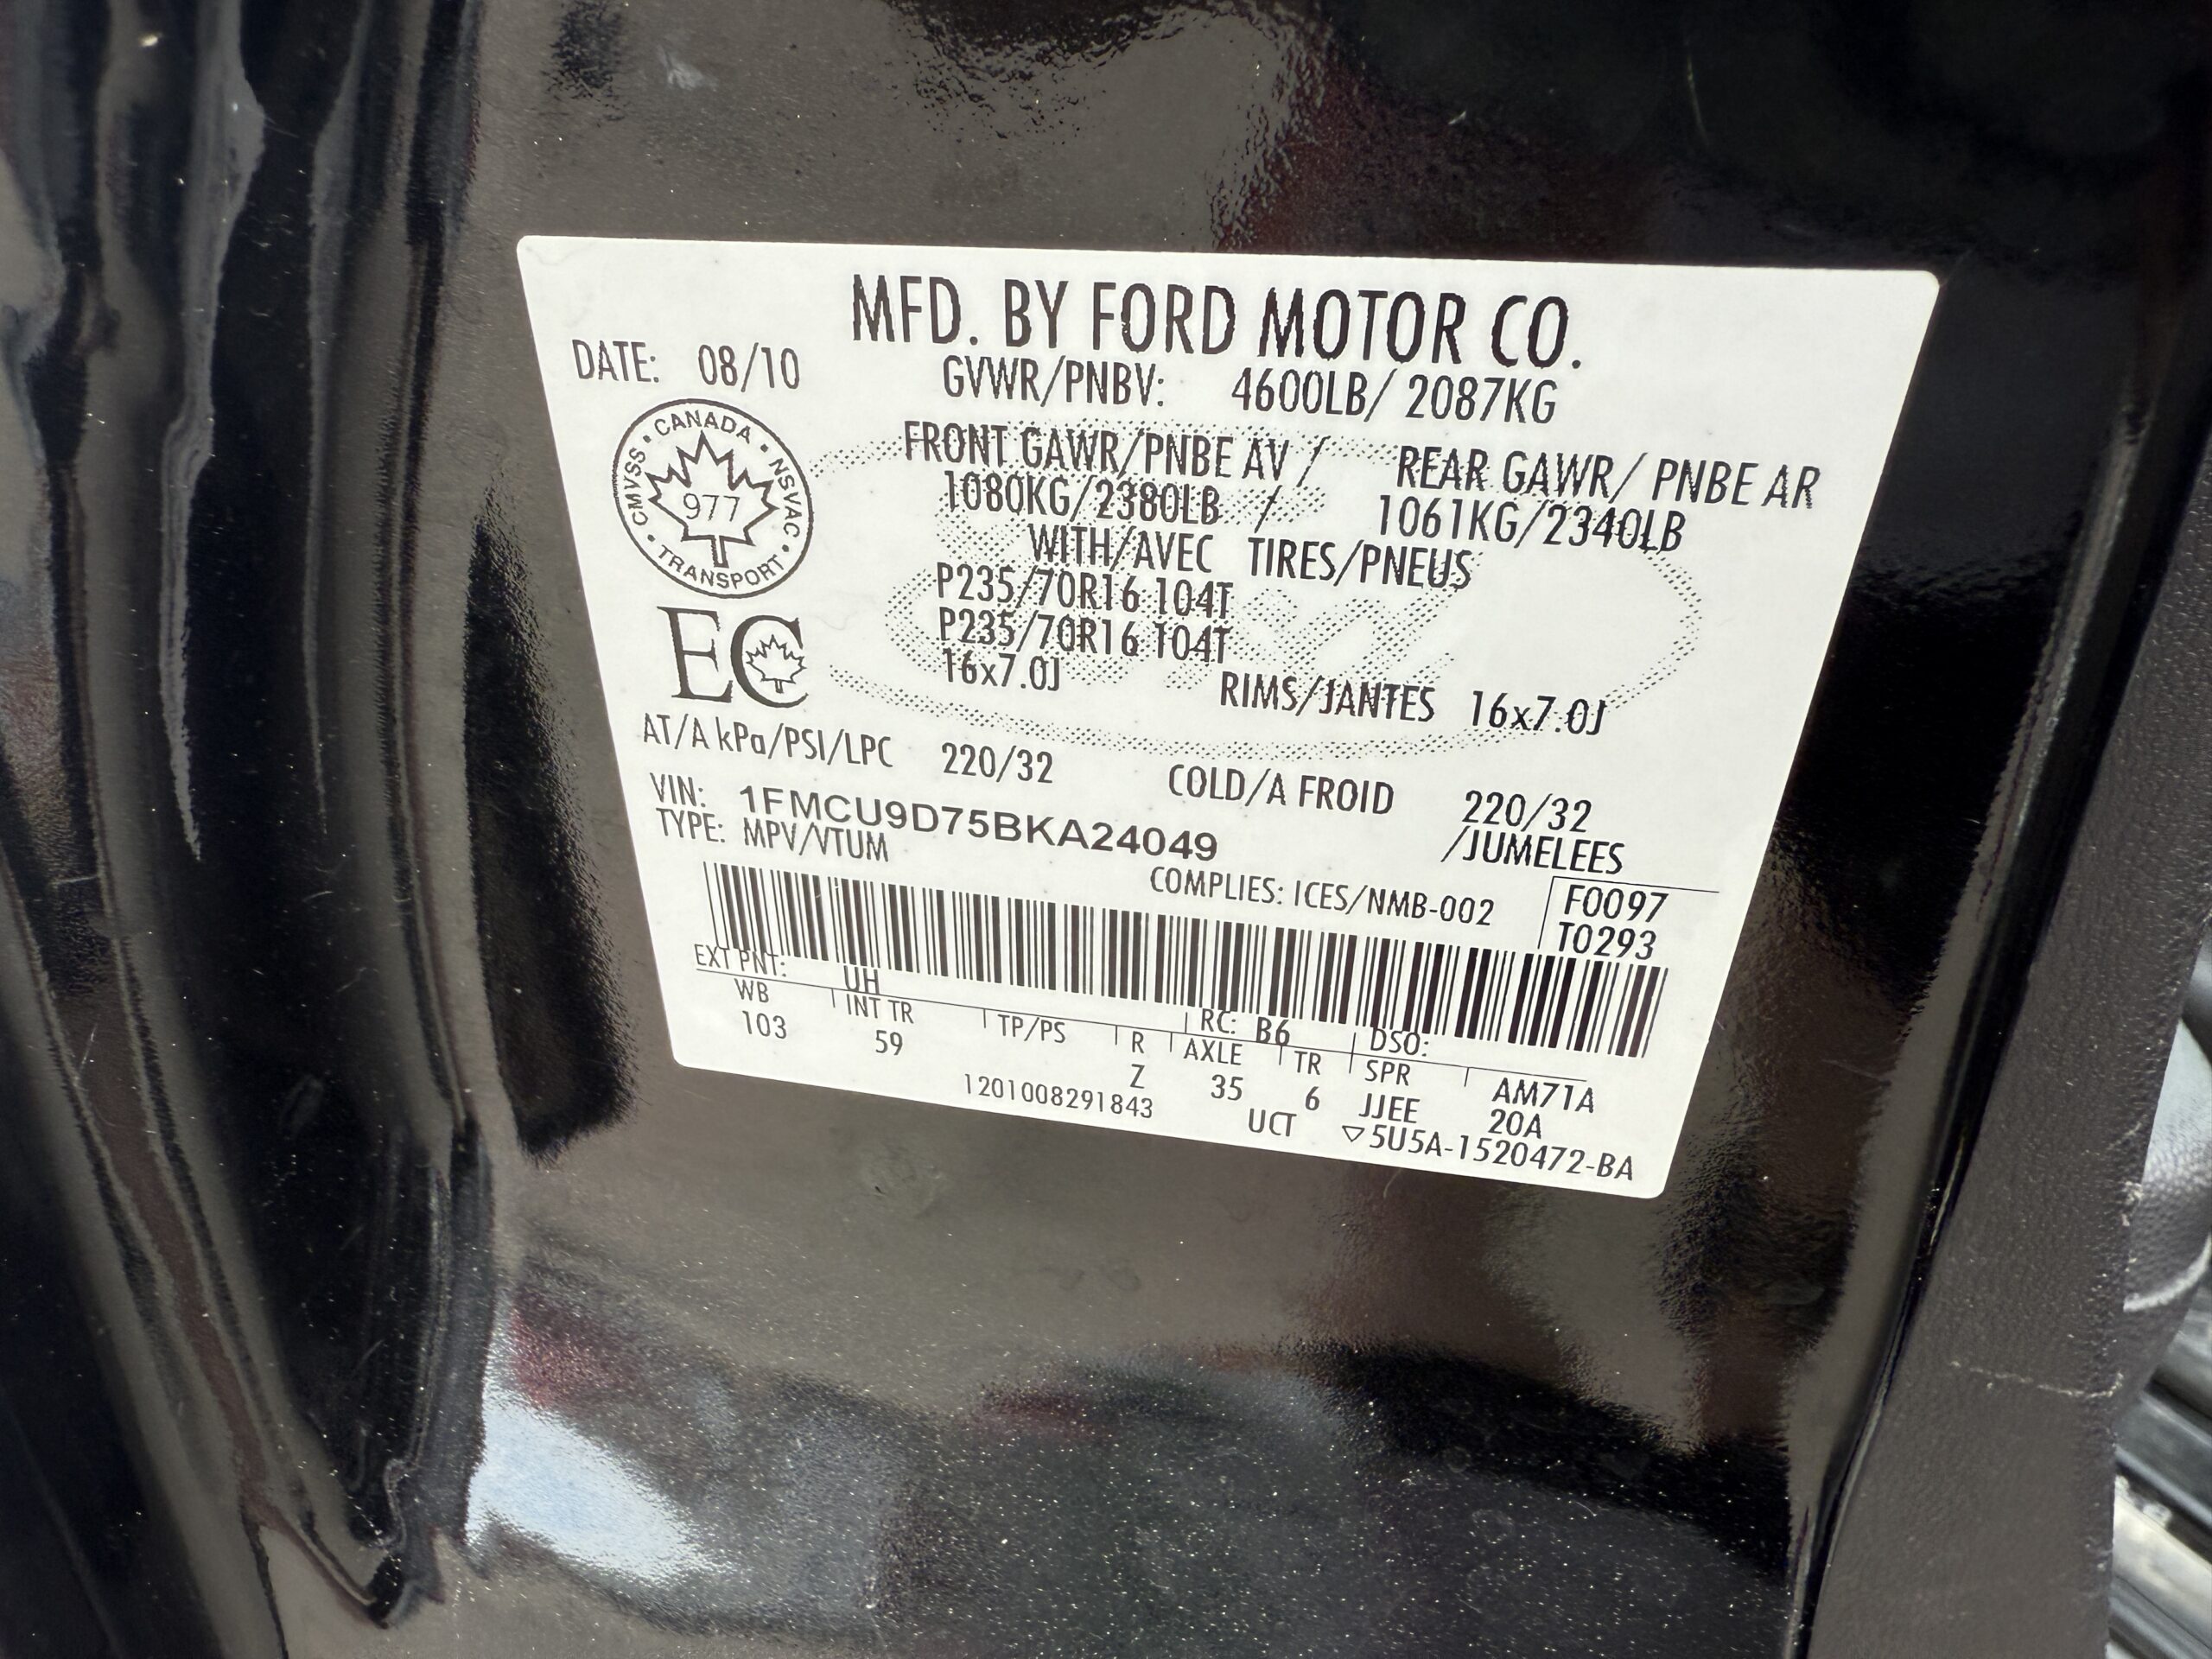 MFD. BY FORD MOTOR CO.
DATE: 08/10
GVWR/PNBV: 4600LB/ 2087KG
CANADA • NSVAC • TRANSPORT • CMVSS •
977
FRONT GAWR/PNBE AV / REAR GAWR/ PNBE AR
1080KG/2380LB / 1061KG/2340LB
WITH/AVEC TIRES/PNEUS
P235/70R16 104T
P235/70R16 104T
16x7.0J RIMS/JANTES 16x7.0J
EC
AT/A kPa/PSI/LPC 220/32 COLD/A FROID 220/32
VIN: 1FMCU9D75BKA24049 /JUMELEES
TYPE: MPV/VTUM
COMPLIES: ICES/NMB-002
F0097
T0293
EXT PNT: UH RC: B6 DSO:
WB INT TR TP/PS R AXLE TR SPR AM71A
103 59 Z 35 6 JJEE 20A
1201008291843 UCT ▽5U5A-1520472-BA